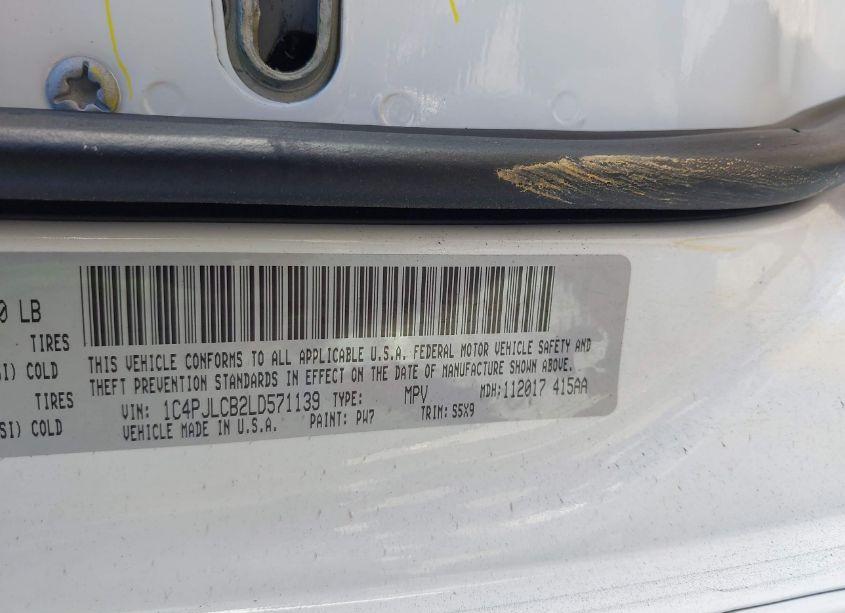 0 LB
TIRES
SI) COLD
SI) COLD
THIS VEHICLE CONFORMS TO ALL APPLICABLE U.S.A. FEDERAL MOTOR VEHICLE SAFETY AND
THEFT PREVENTION STANDARDS IN EFFECT ON THE DATE OF MANUFACTURE SHOWN ABOVE.
VIN: 1C4PJLCB2LD571139 TYPE: MPV MDH:112017 415AA
VEHICLE MADE IN U.S.A. PAINT: PW7 TRIM: S5X9
TIRES